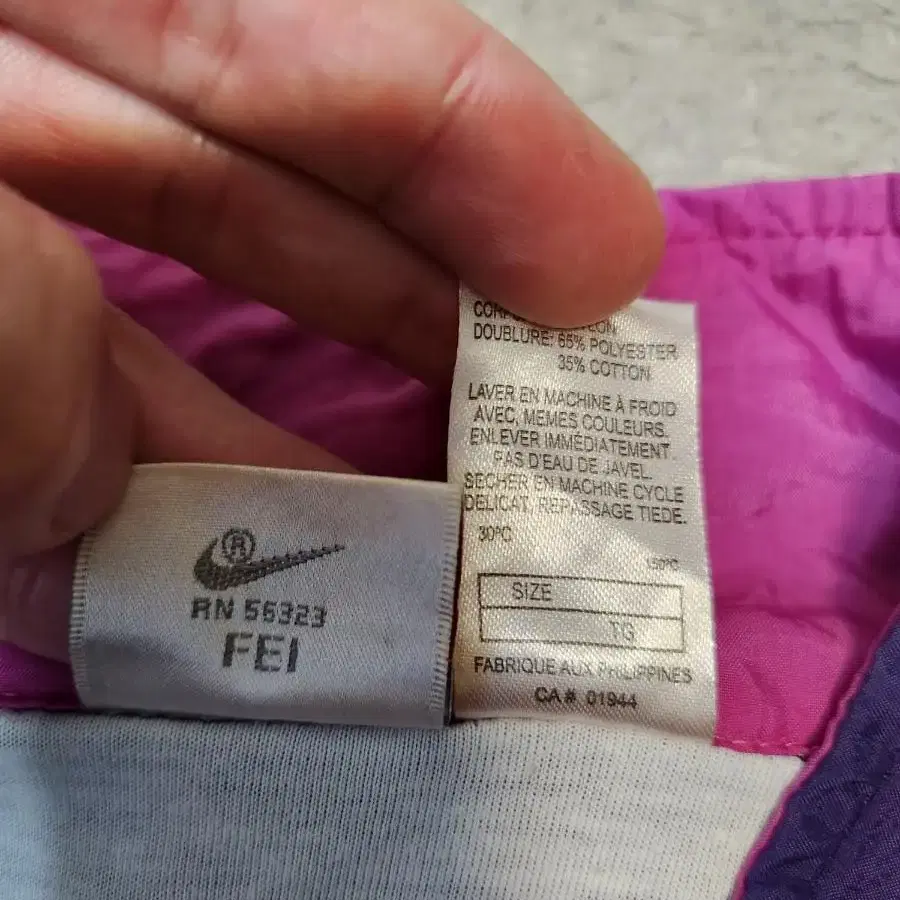 DOUBLURE: 65% POLYESTER
35% COTTON
LAVER EN MACHINE À FROID
AVEC, MEMES COULEURS.
ENLEVER IMMÉDIATEMENT.
PAS D'EAU DE JAVEL.
SECHER EN MACHINE CYCLE
DELICAT. REPASSAGE TIEDE.
30°C
150°C
SIZE
TG
FABRIQUE AUX PHILIPPINES
CA# 01944
®
RN 56323
FEI